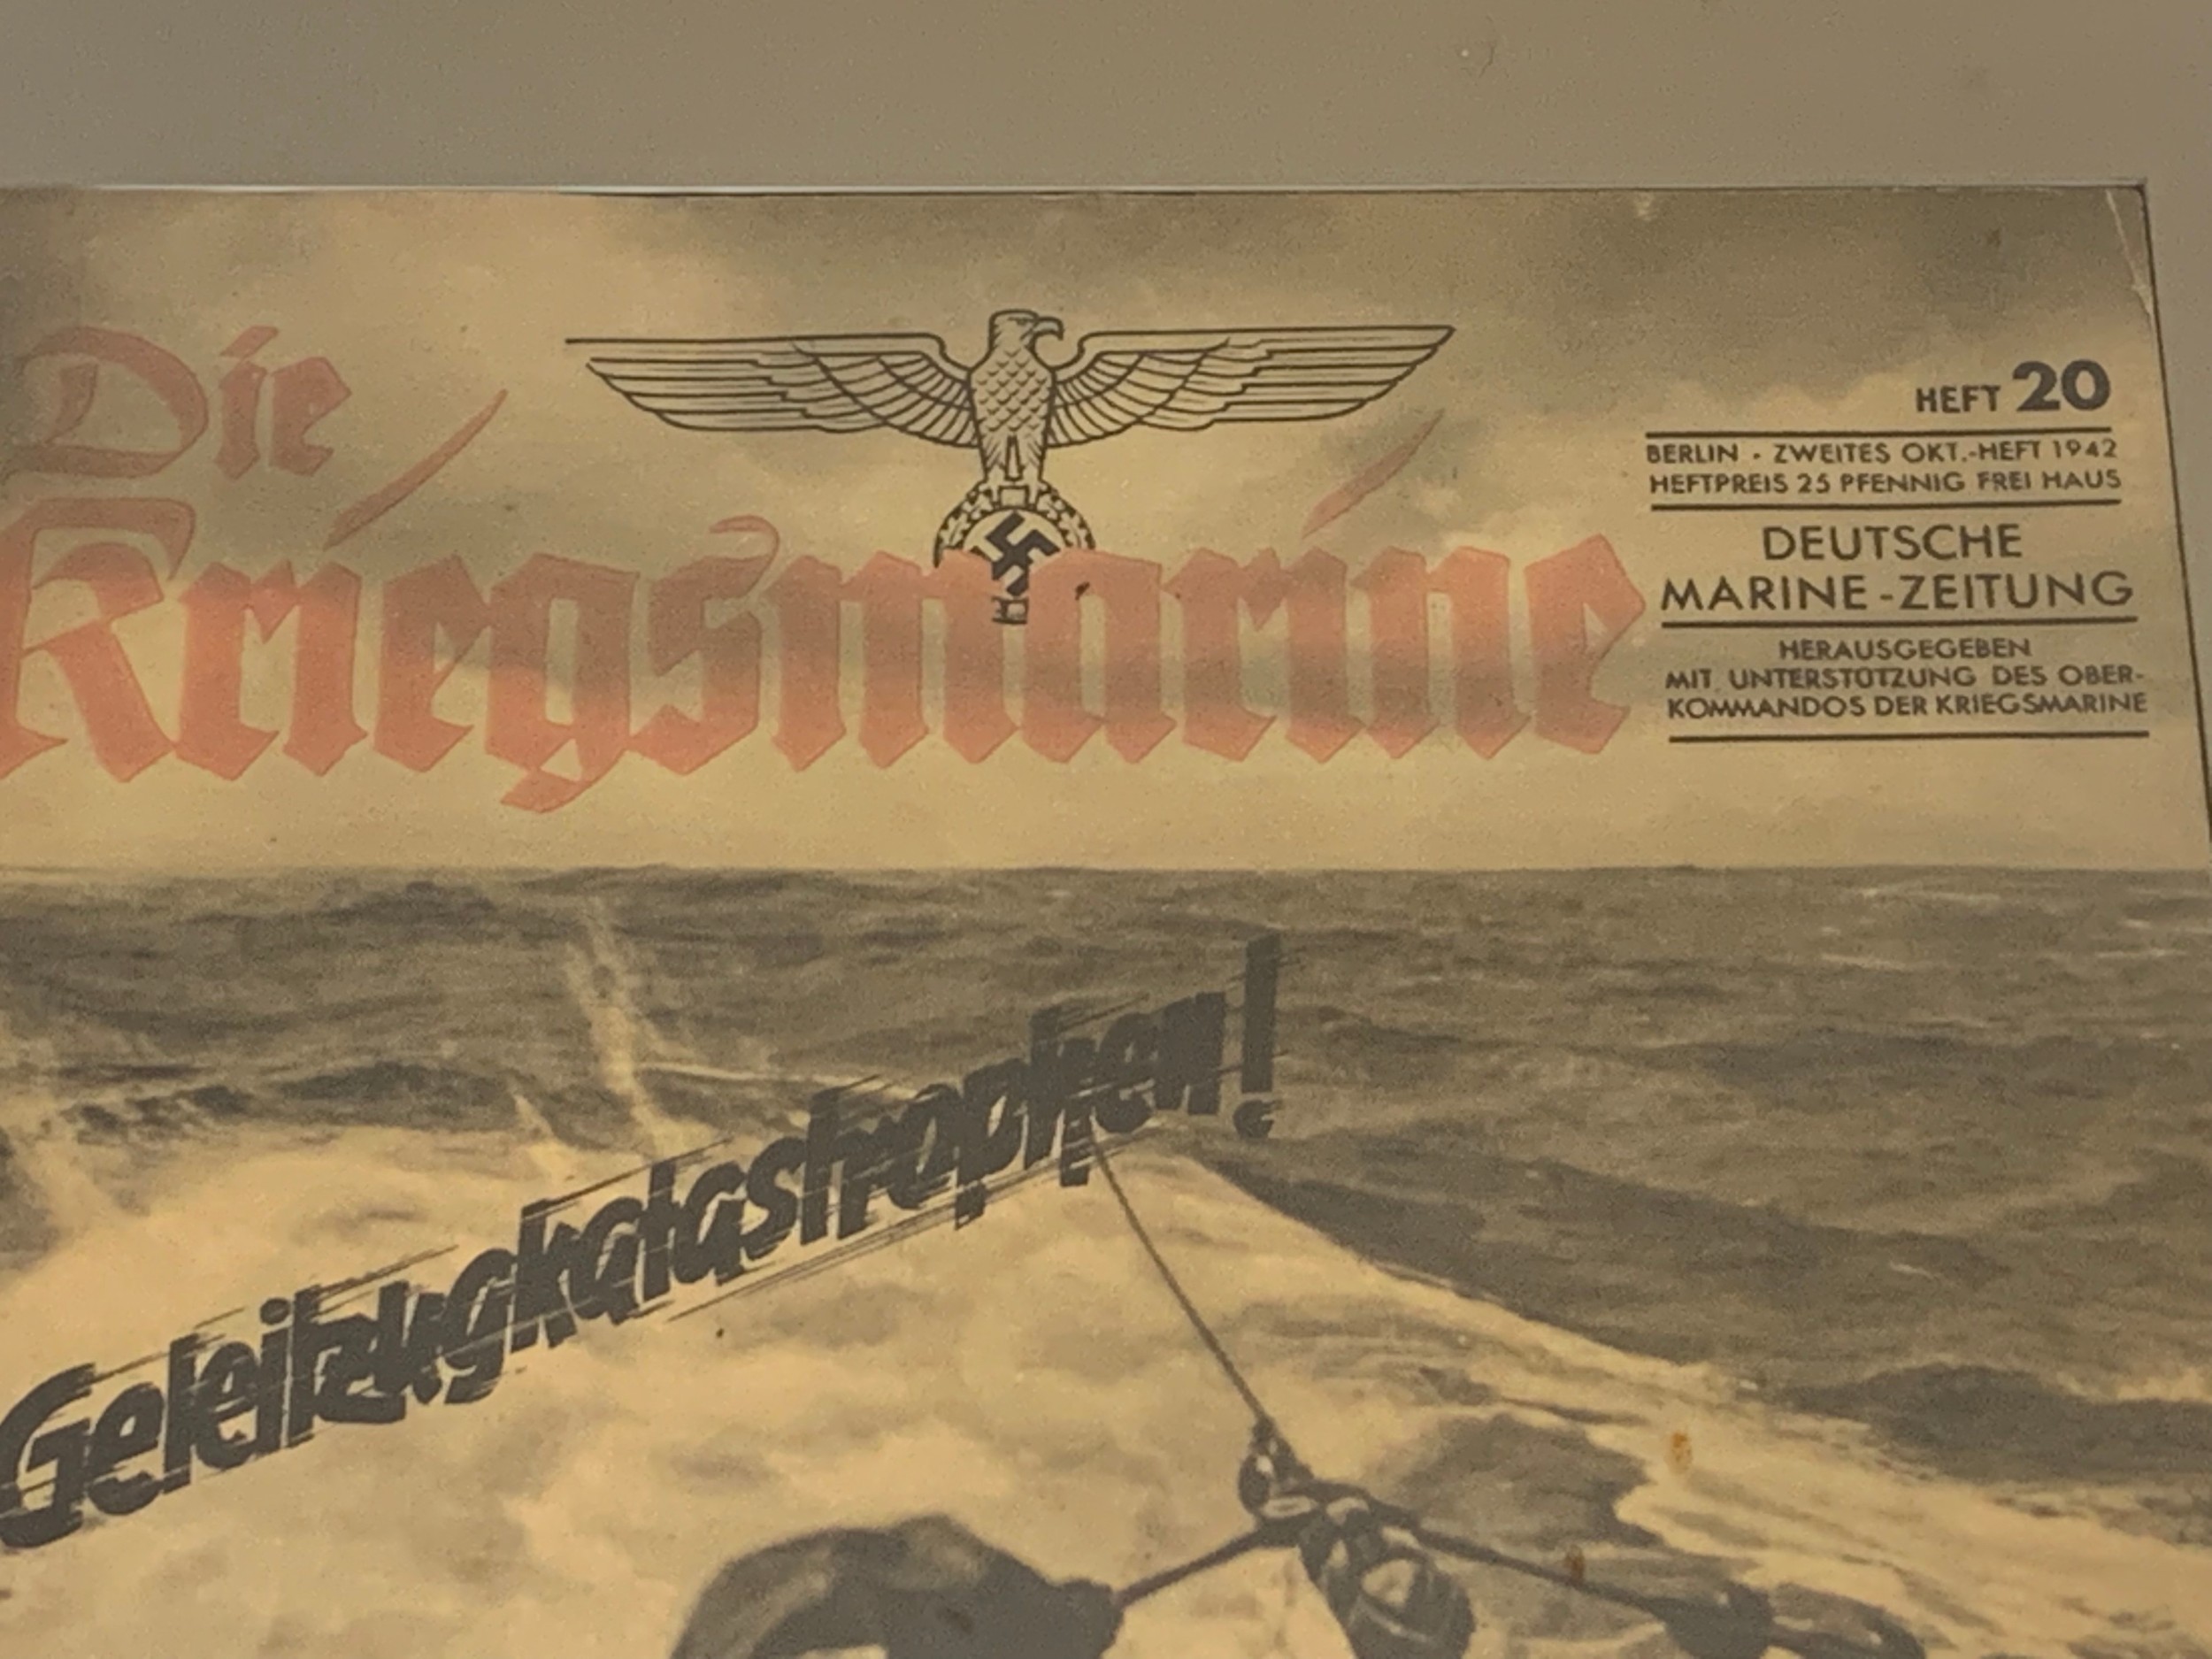 Die
Kriegsmarine
HEFT 20
BERLIN · ZWEITES OKT.-HEFT 1942
HEFTPREIS 25 PFENNIG FREI HAUS
DEUTSCHE
MARINE-ZEITUNG
HERAUSGEGEBEN
MIT UNTERSTÜTZUNG DES OBER-
KOMMANDOS DER KRIEGSMARINE
Geleitzugkatastrophen!